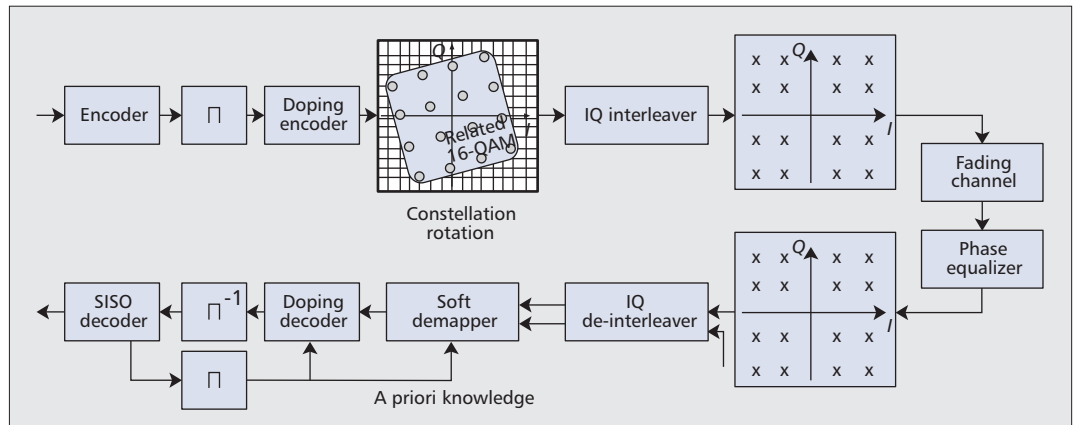 Encoder
Π
Doping
encoder
Q
I
Related
16-QAM
Constellation
rotation
IQ interleaver
x x Q x x
x x x x
I
x x x x
x x x x
Fading
channel
Phase
equalizer
SISO
decoder
Π-1
Doping
decoder
Soft
demapper
IQ
de-interleaver
x x Q x x
x x x x
I
x x x x
x x x x
Π
A priori knowledge